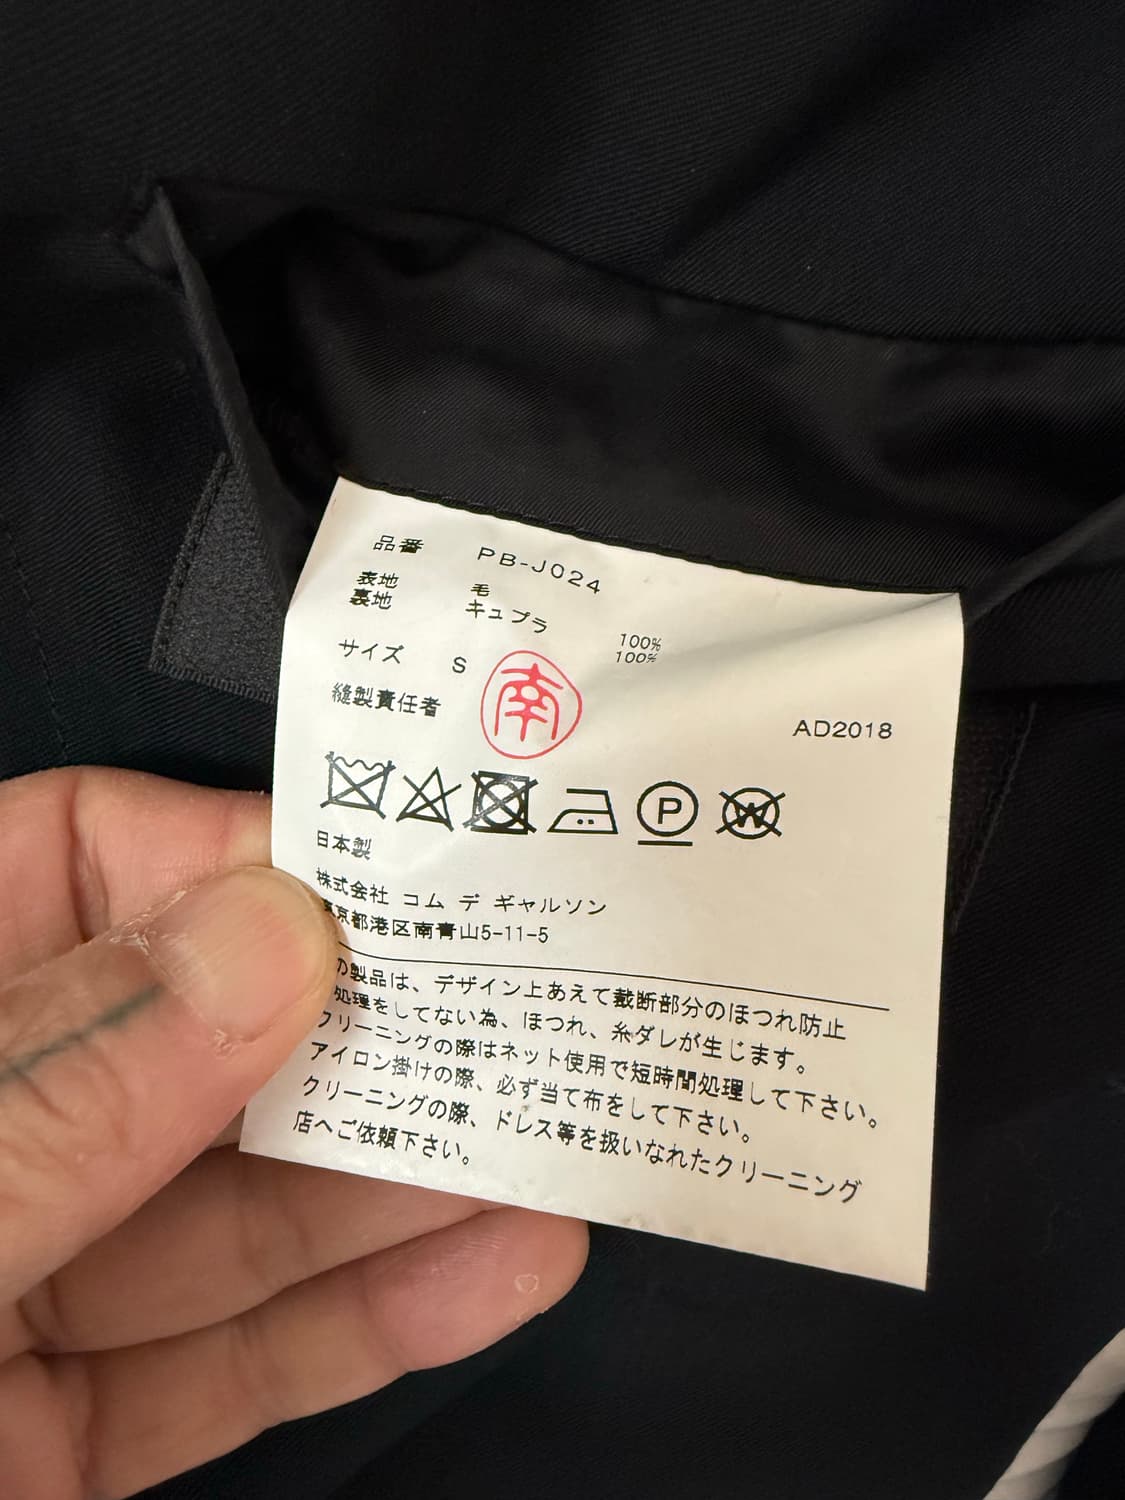 品番 PB-J024
表地 毛 100%
裏地 キュプラ 100%
サイズ S
縫製責任者 南
AD2018
P W
日本製
株式会社 コム デ ギャルソン
京都港区南青山5-11-5
の製品は、デザイン上あえて裁断部分のほつれ防止
処理をしてない為、ほつれ、糸ダレが生じます。
クリーニングの際はネット使用で短時間処理して下さい。
アイロン掛けの際、必ず当て布をして下さい。
クリーニングの際、ドレス等を扱いなれたクリーニング
店へご依頼下さい。